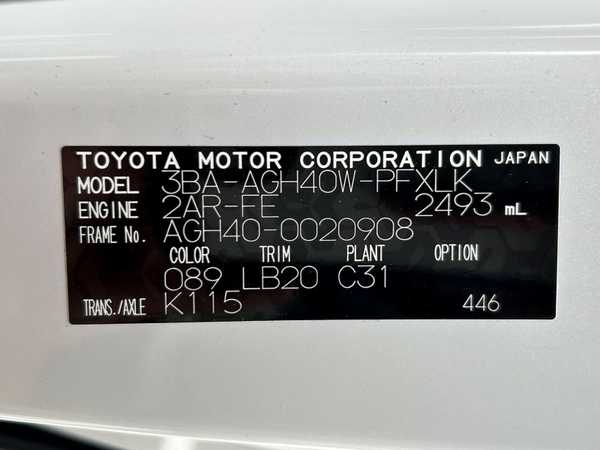 TOYOTA MOTOR CORPORATION JAPAN
MODEL 3BA-AGH40W-PFXLK
ENGINE 2AR-FE 2493 mL
FRAME No. AGH40-0020908
COLOR TRIM PLANT OPTION
089 LB20 C31
TRANS./AXLE K115 446